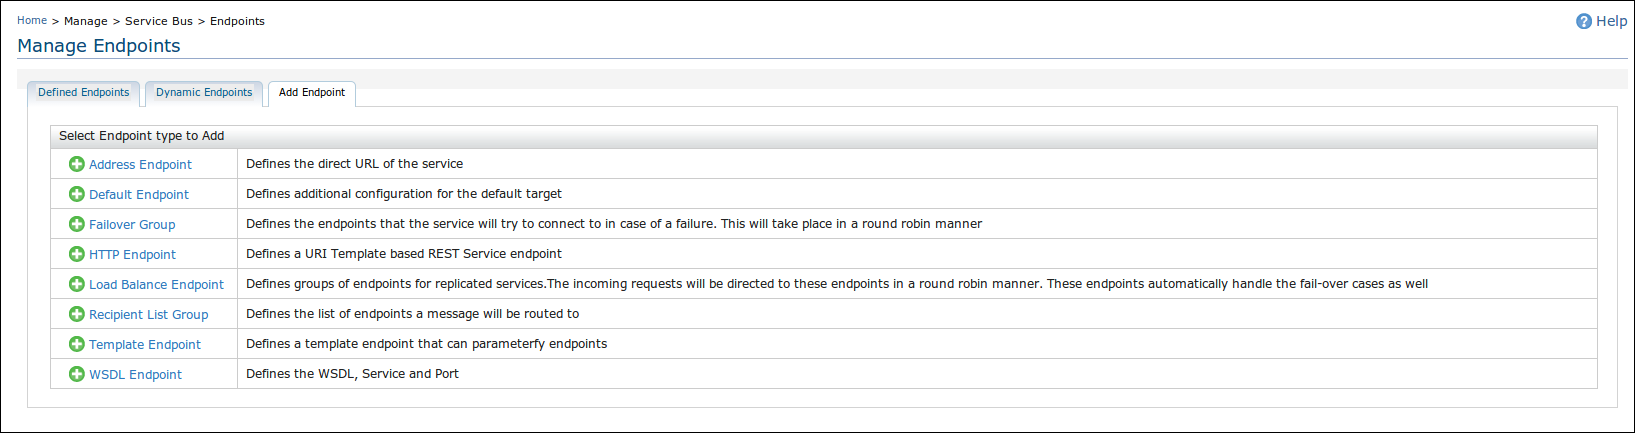 Home > Manage > Service Bus > Endpoints
Help
Manage Endpoints
Defined Endpoints
Dynamic Endpoints
Add Endpoint
Select Endpoint type to Add
Address Endpoint
Defines the direct URL of the service
Default Endpoint
Defines additional configuration for the default target
Failover Group
Defines the endpoints that the service will try to connect to in case of a failure. This will take place in a round robin manner
HTTP Endpoint
Defines a URI Template based REST Service endpoint
Load Balance Endpoint
Defines groups of endpoints for replicated services.The incoming requests will be directed to these endpoints in a round robin manner. These endpoints automatically handle the fail-over cases as well
Recipient List Group
Defines the list of endpoints a message will be routed to
Template Endpoint
Defines a template endpoint that can parameterfy endpoints
WSDL Endpoint
Defines the WSDL, Service and Port